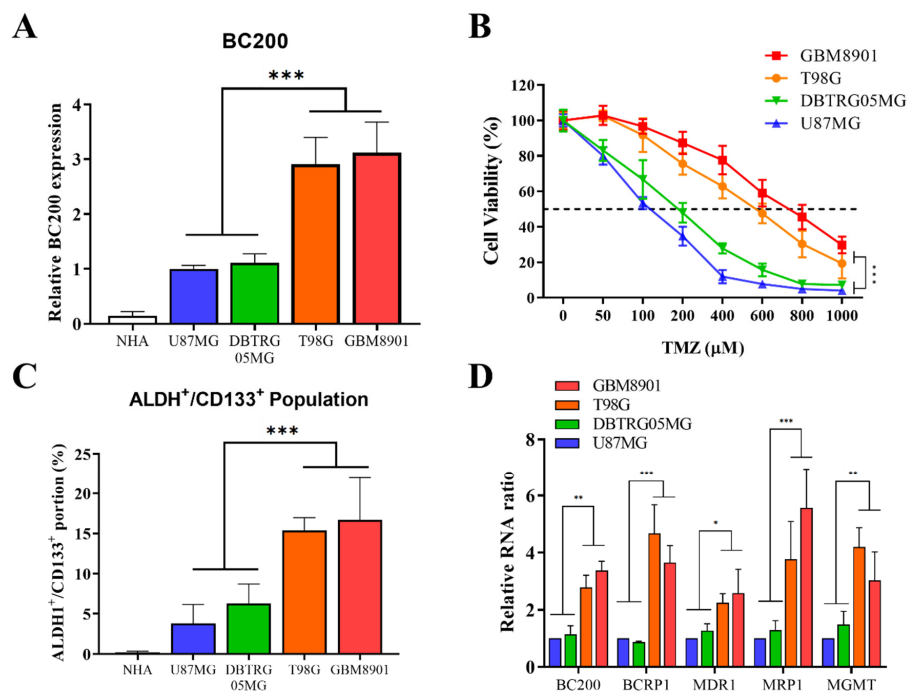 A
BC200
***
Relative BC200 expression
4
3
2
1
0
NHA
U87MG
DBTRG
05MG
T98G
GBM8901
B
GBM8901
T98G
DBTRG05MG
U87MG
Cell Viability (%)
120
100
80
60
40
20
0
***
0
50
100
200
400
600
800
1000
TMZ (μM)
C
ALDH⁺/CD133⁺ Population
***
ALDH1⁺/CD133⁺ portion (%)
25
20
15
10
5
0
NHA
U87MG
DBTRG
05MG
T98G
GBM8901
D
GBM8901
T98G
DBTRG05MG
U87MG
Relative RNA ratio
8
6
4
2
0
**
***
*
***
**
BC200
BCRP1
MDR1
MRP1
MGMT